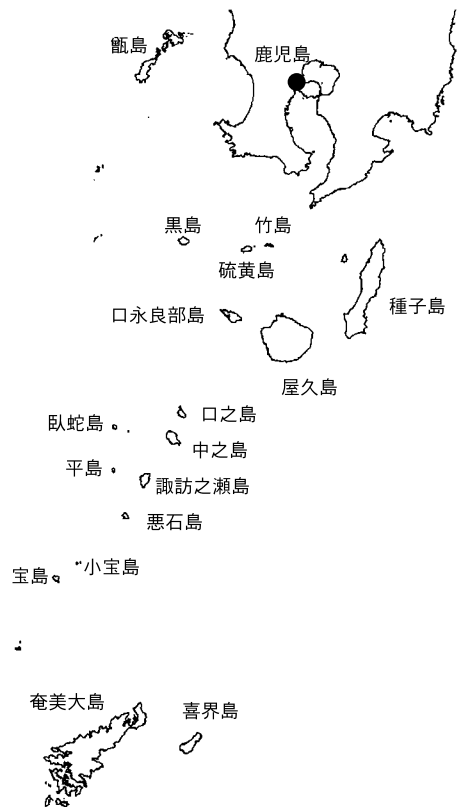 甑島
鹿児島
黒島
竹島
硫黄島
種子島
口永良部島
屋久島
口之島
臥蛇島
中之島
平島
諏訪之瀬島
悪石島
小宝島
宝島
奄美大島
喜界島